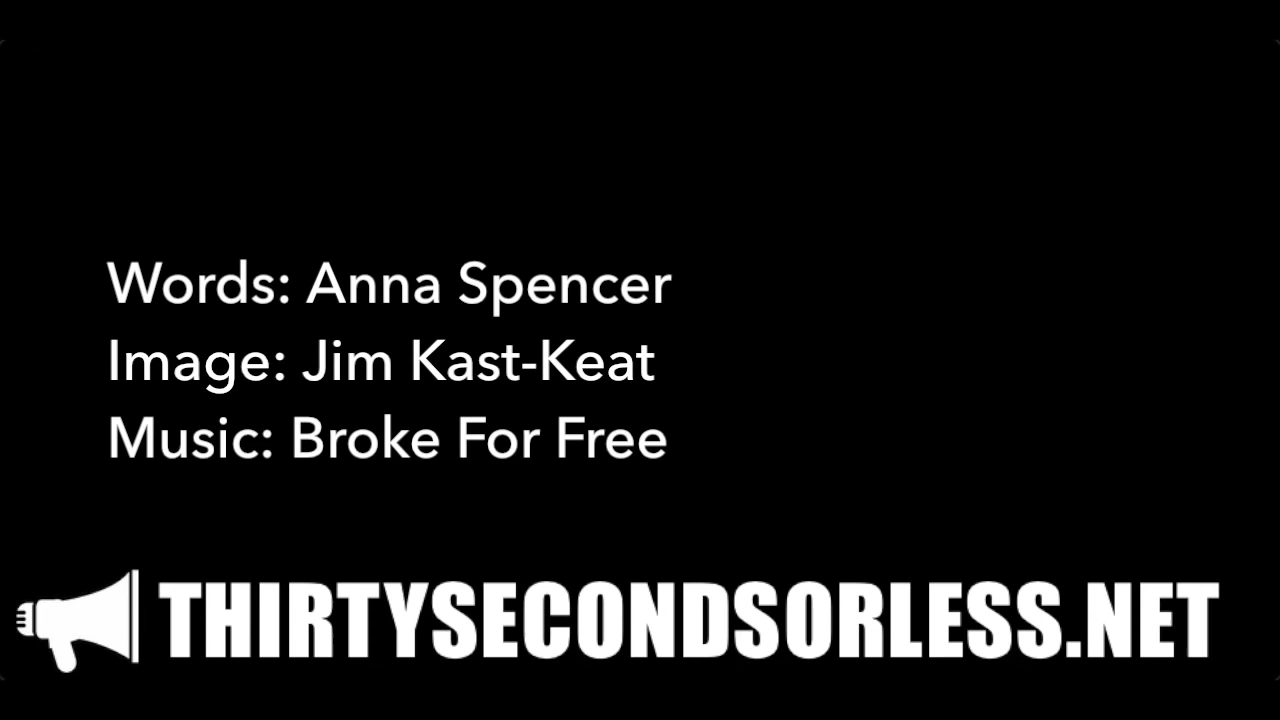 Words: Anna Spencer
Image: Jim Kast-Keat
Music: Broke For Free
THIRTYSECONDSORLESS.NET